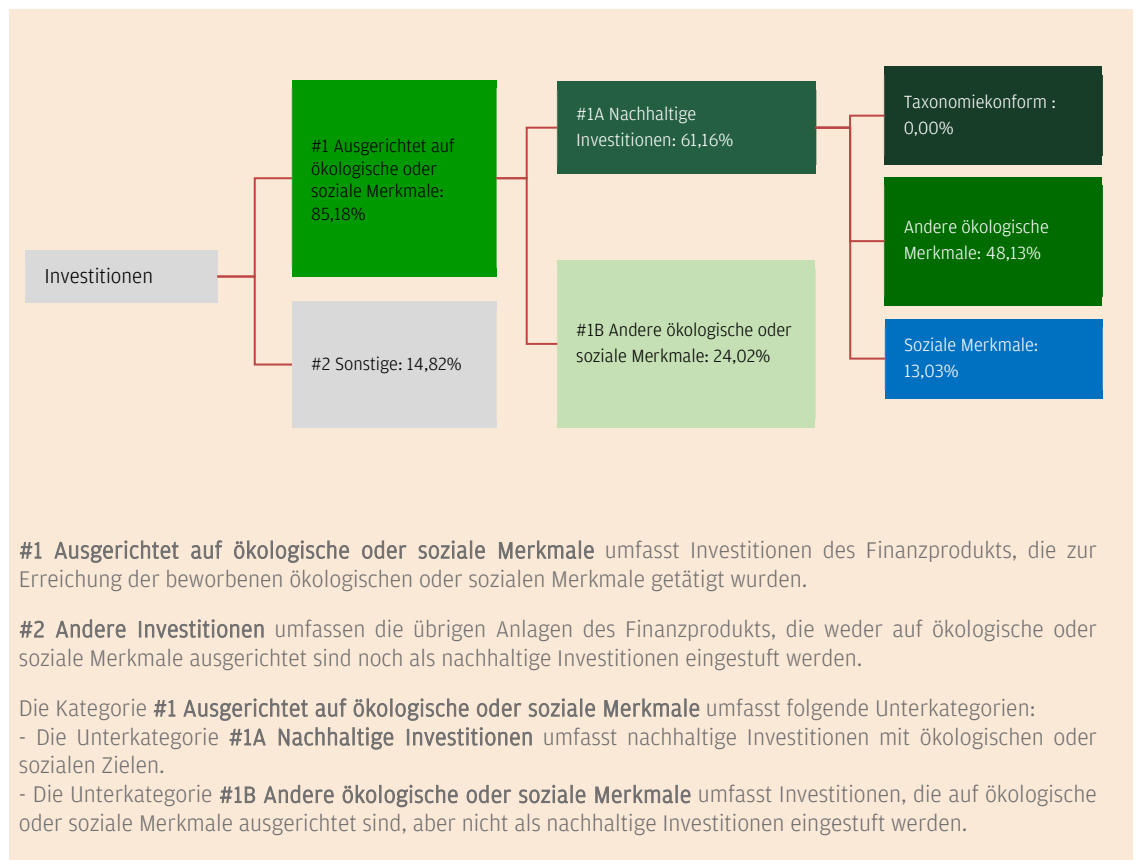 Investitionen
#1 Ausgerichtet auf
ökologische oder
soziale Merkmale:
85,18%
#2 Sonstige: 14,82%
#1A Nachhaltige
Investitionen: 61,16%
#1B Andere ökologische oder
soziale Merkmale: 24,02%
Taxonomiekonform :
0,00%
Andere ökologische
Merkmale: 48,13%
Soziale Merkmale:
13,03%
#1 Ausgerichtet auf ökologische oder soziale Merkmale umfasst Investitionen des Finanzprodukts, die zur
Erreichung der beworbenen ökologischen oder sozialen Merkmale getätigt wurden.
#2 Andere Investitionen umfassen die übrigen Anlagen des Finanzprodukts, die weder auf ökologische oder
soziale Merkmale ausgerichtet sind noch als nachhaltige Investitionen eingestuft werden.
Die Kategorie #1 Ausgerichtet auf ökologische oder soziale Merkmale umfasst folgende Unterkategorien:
- Die Unterkategorie #1A Nachhaltige Investitionen umfasst nachhaltige Investitionen mit ökologischen oder
sozialen Zielen.
- Die Unterkategorie #1B Andere ökologische oder soziale Merkmale umfasst Investitionen, die auf ökologische
oder soziale Merkmale ausgerichtet sind, aber nicht als nachhaltige Investitionen eingestuft werden.